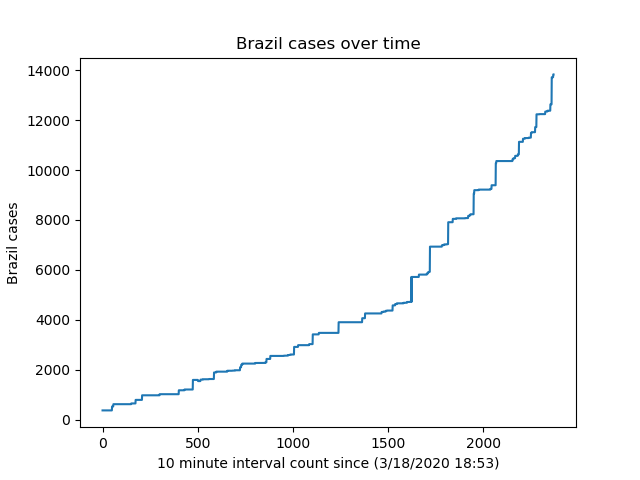 Brazil cases over time
14000
12000
10000
8000
6000
4000
2000
0
Brazil cases
0 500 1000 1500 2000
10 minute interval count since (3/18/2020 18:53)